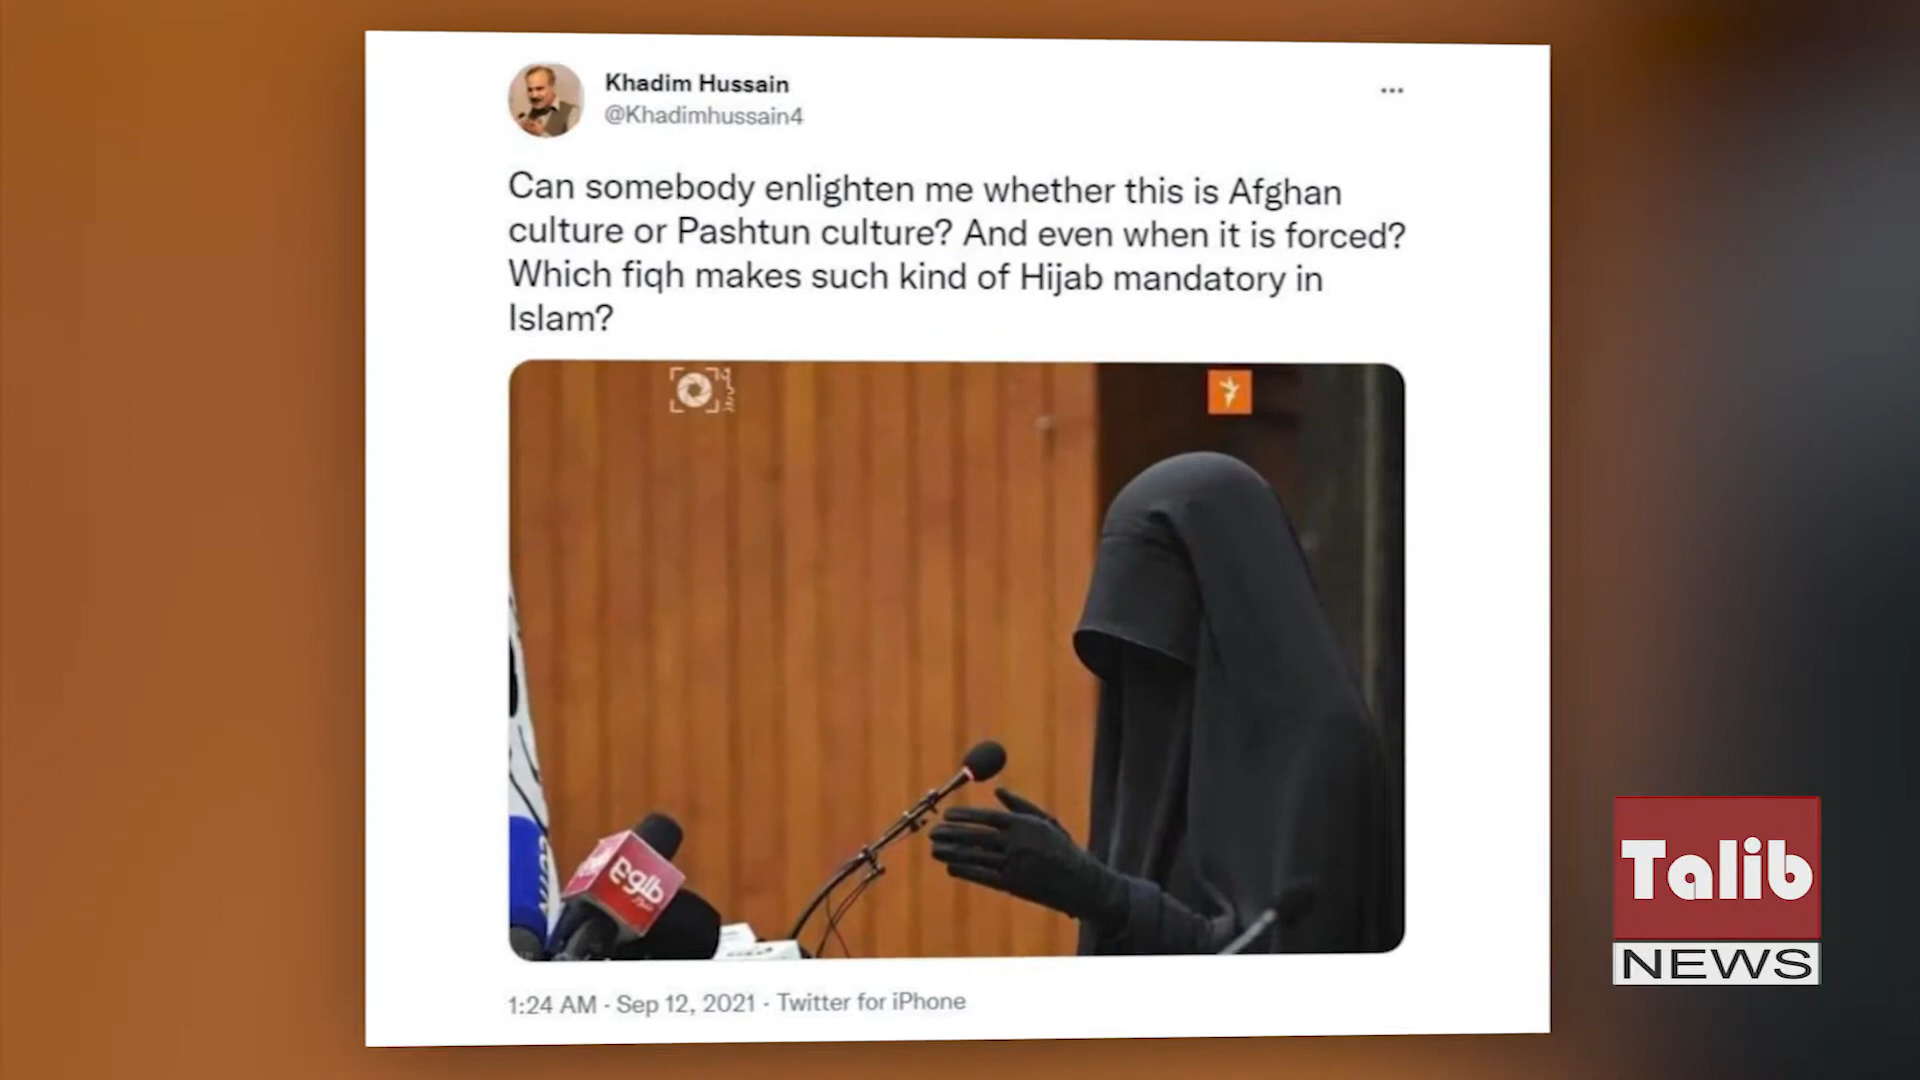 Khadim Hussain
@Khadimhussain4
Can somebody enlighten me whether this is Afghan
culture or Pashtun culture? And even when it is forced?
Which fiqh makes such kind of Hijab mandatory in
Islam?
طلوع
1:24 AM · Sep 12, 2021 · Twitter for iPhone
Talib
NEWS